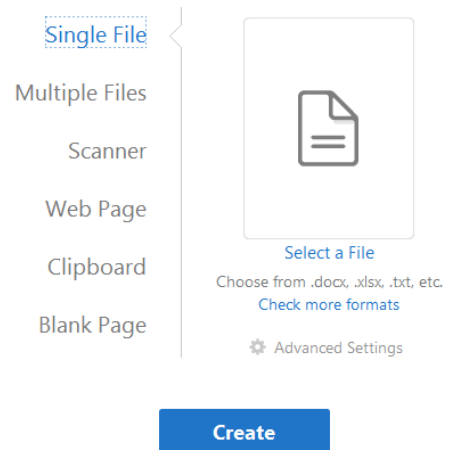 Single File
Multiple Files
Scanner
Web Page
Clipboard
Blank Page
Select a File
Choose from .docx, .xlsx, .txt, etc.
Check more formats
Advanced Settings
Create